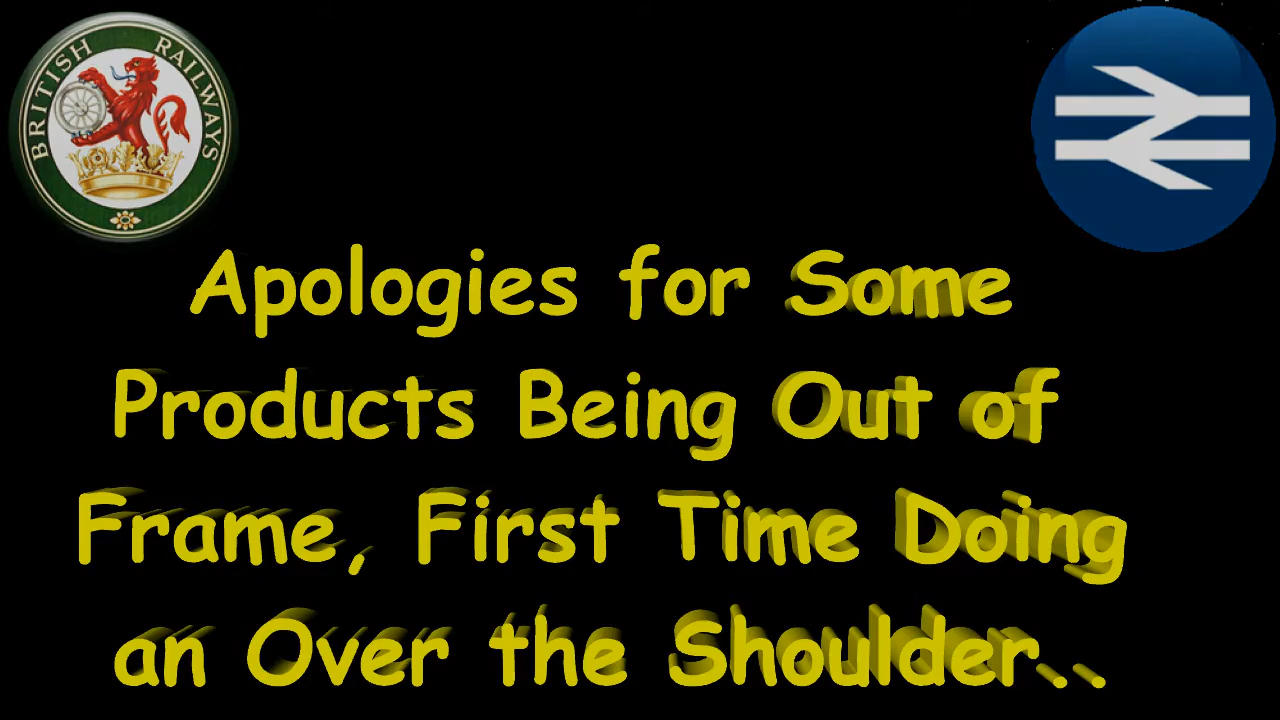 BRITISH RAILWAYS
Apologies for Some
Products Being Out of
Frame, First Time Doing
an Over the Shoulder..